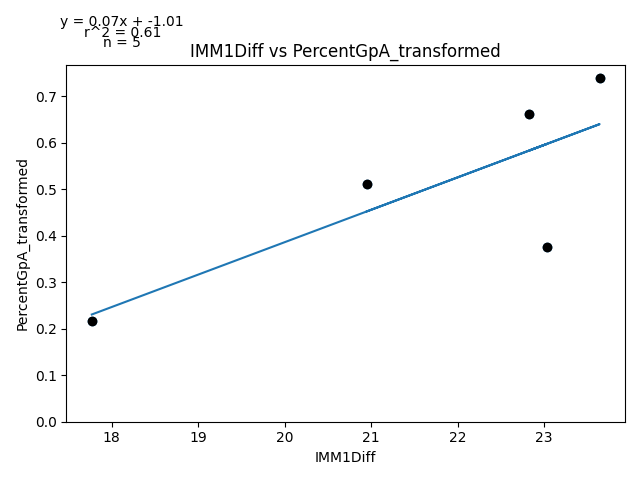 y = 0.07x + -1.01
r^2 = 0.61
n = 5
IMM1Diff vs PercentGpA_transformed
PercentGpA_transformed
0.7
0.6
0.5
0.4
0.3
0.2
0.1
0.0
18 19 20 21 22 23
IMM1Diff